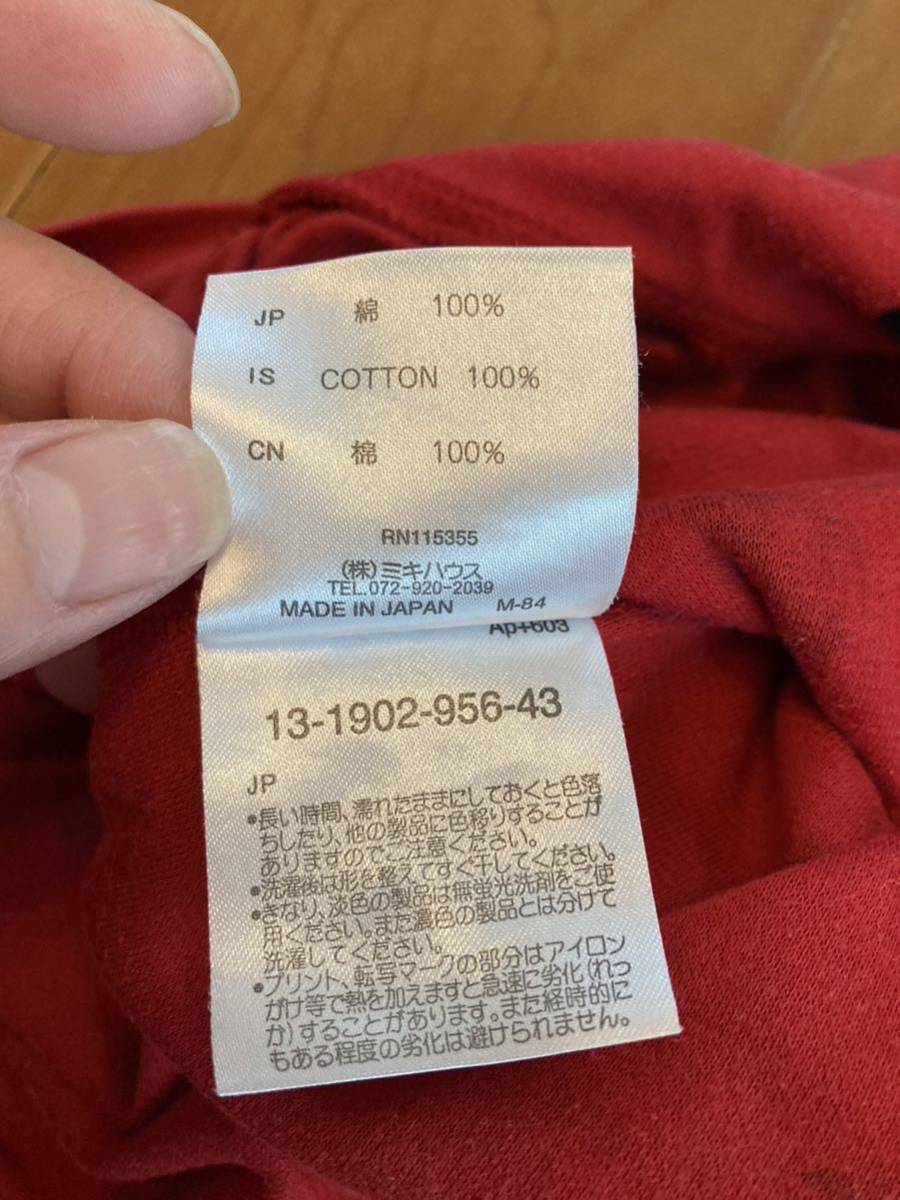 JP 綿 100%
IS COTTON 100%
CN 棉 100%
RN115355
(株)ミキハウス
TEL.072-920-2039
MADE IN JAPAN M-84
Ap+603
13-1902-956-43
JP
•長い時間、濡れたままにしておくと色落
ちしたり、他の製品に色移りすることが
ありますのでご注意ください。
•洗濯後は形を整えてすぐ干してください。
•きなり、淡色の製品は無蛍光洗剤をご使
用ください。また濃色の製品とは分けて
洗濯してください。
•プリント、転写マークの部分はアイロン
がけ等で熱を加えますと急速に劣化(れっ
か)することがあります。また経時的に
もある程度の劣化は避けられません。